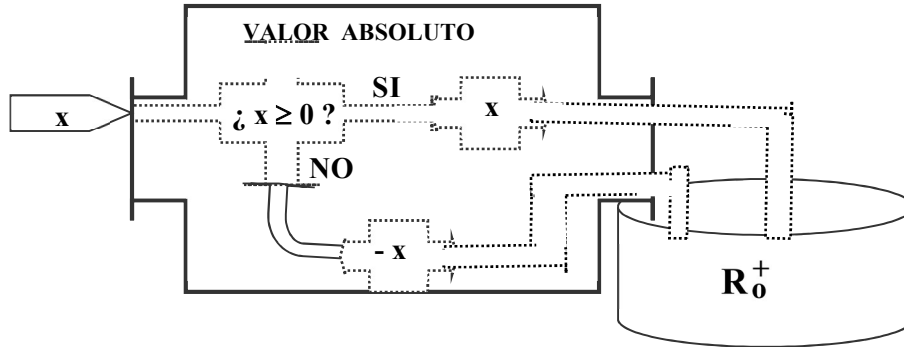 VALOR ABSOLUTO
x
¿ x ≥ 0 ?
SI
x
NO
- x
R₀⁺